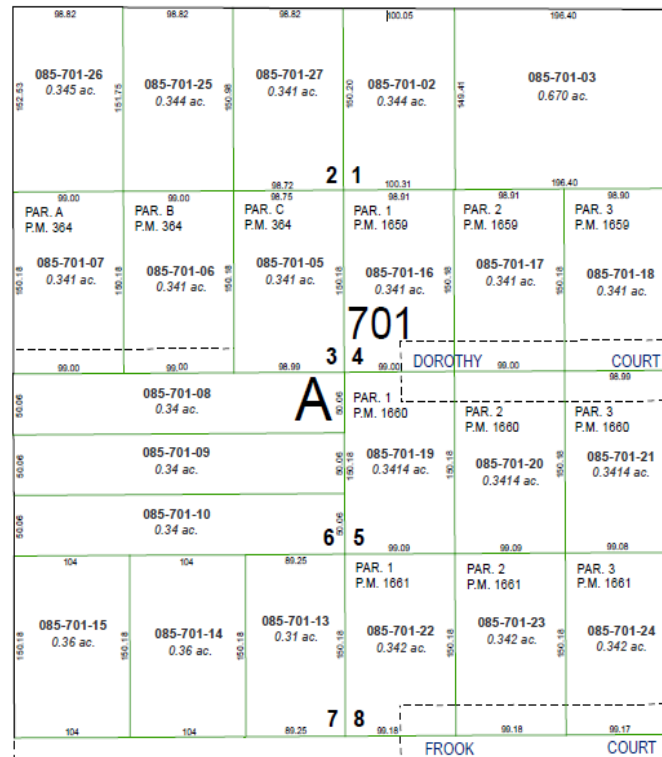 98.82 98.82 98.82 100.05 196.40
152.53 151.75 150.98 150.20 149.41
085-701-26
0.345 ac.
085-701-25
0.344 ac.
085-701-27
0.341 ac.
085-701-02
0.344 ac.
085-701-03
0.670 ac.
98.72 2 1 100.31 196.40
99.00 99.00 98.75 98.91 98.91 98.90
PAR. A
P.M. 364
PAR. B
P.M. 364
PAR. C
P.M. 364
PAR. 1
P.M. 1659
PAR. 2
P.M. 1659
PAR. 3
P.M. 1659
150.18 150.18 150.18 150.18 150.18 150.18
085-701-07
0.341 ac.
085-701-06
0.341 ac.
085-701-05
0.341 ac.
085-701-16
0.341 ac.
085-701-17
0.341 ac.
085-701-18
0.341 ac.
701
3 4 DOROTHY COURT
99.00 99.00 98.99 99.00 99.00 98.99
50.06 085-701-08 50.06
0.34 ac.
A
50.06 085-701-09 50.06
0.34 ac.
50.06 085-701-10 50.06
0.34 ac.
PAR. 1
P.M. 1660
PAR. 2
P.M. 1660
PAR. 3
P.M. 1660
150.18 150.18 150.18
085-701-19
0.3414 ac.
085-701-20
0.3414 ac.
085-701-21
0.3414 ac.
6 5 99.09 99.09 99.08
104 104 89.25
PAR. 1
P.M. 1661
PAR. 2
P.M. 1661
PAR. 3
P.M. 1661
150.18 150.18 150.18 150.18 150.18 150.18
085-701-15
0.36 ac.
085-701-14
0.36 ac.
085-701-13
0.31 ac.
085-701-22
0.342 ac.
085-701-23
0.342 ac.
085-701-24
0.342 ac.
7 8
104 104 89.25 99.18 99.18 99.17
FROOK COURT